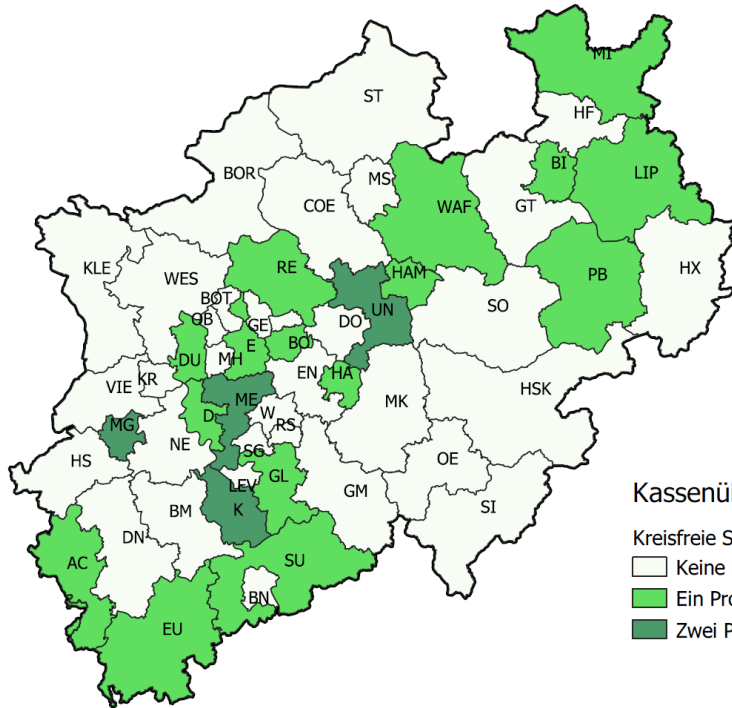 MI
ST
HF
BOR
MS
BI
LIP
COE
WAF
GT
KLE
RE
HAM
PB
HX
WES
BOT
UN
SO
OB
GE
DO
DU
MH
E
BO
EN
HA
VIE
KR
HSK
ME
MK
MG
D
W
RS
NE
SG
OE
HS
GL
LEV
GM
SI
BM
K
DN
AC
SU
BN
EU
Kassenü
Kreisfreie S
Keine
Ein Pro
Zwei P